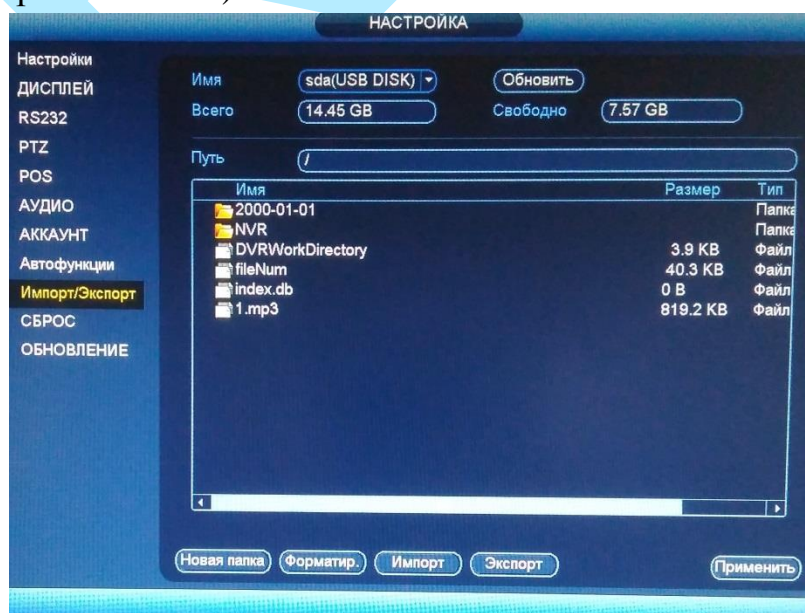 НАСТРОЙКА
Настройки
ДИСПЛЕЙ
RS232
PTZ
POS
АУДИО
АККАУНТ
Автофункции
Импорт/Экспорт
СБРОС
ОБНОВЛЕНИЕ
Имя sda(USB DISK) Обновить
Всего 14.45 GB Свободно 7.57 GB
Путь /
Имя Размер Тип
2000-01-01 Папка
NVR Папка
DVRWorkDirectory 3.9 KB Файл
fileNum 40.3 KB Файл
index.db 0 B Файл
1.mp3 819.2 KB Файл
Новая папка Форматир. Импорт Экспорт Применить